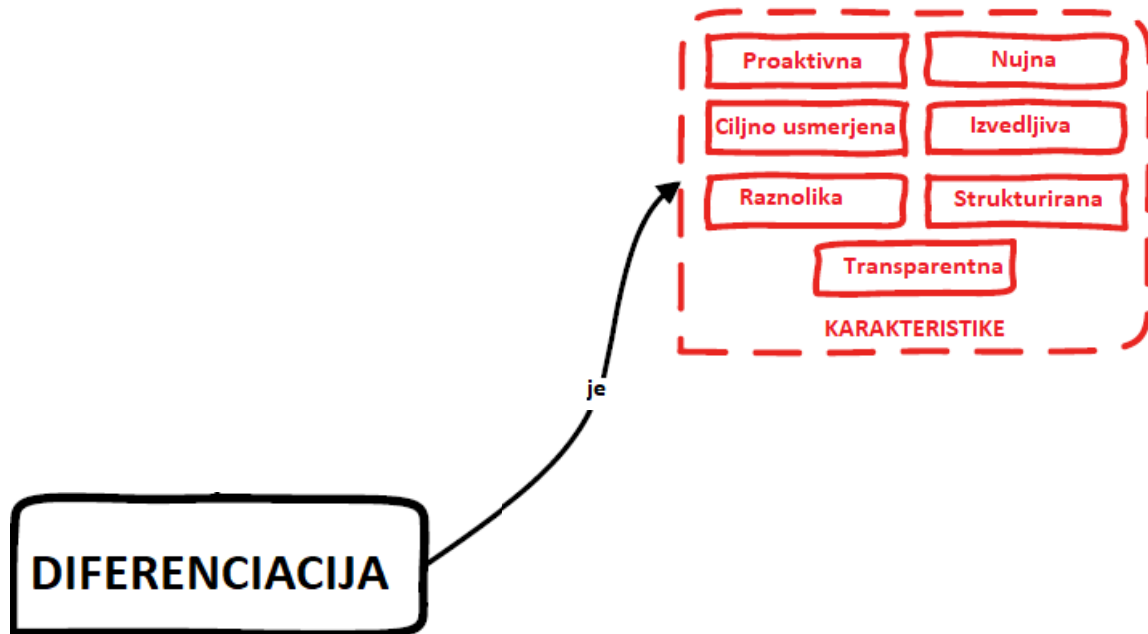 Proaktivna
Nujna
Ciljno usmerjena
Izvedljiva
Raznolika
Strukturirana
Transparentna
KARAKTERISTIKE
je
DIFERENCIACIJA